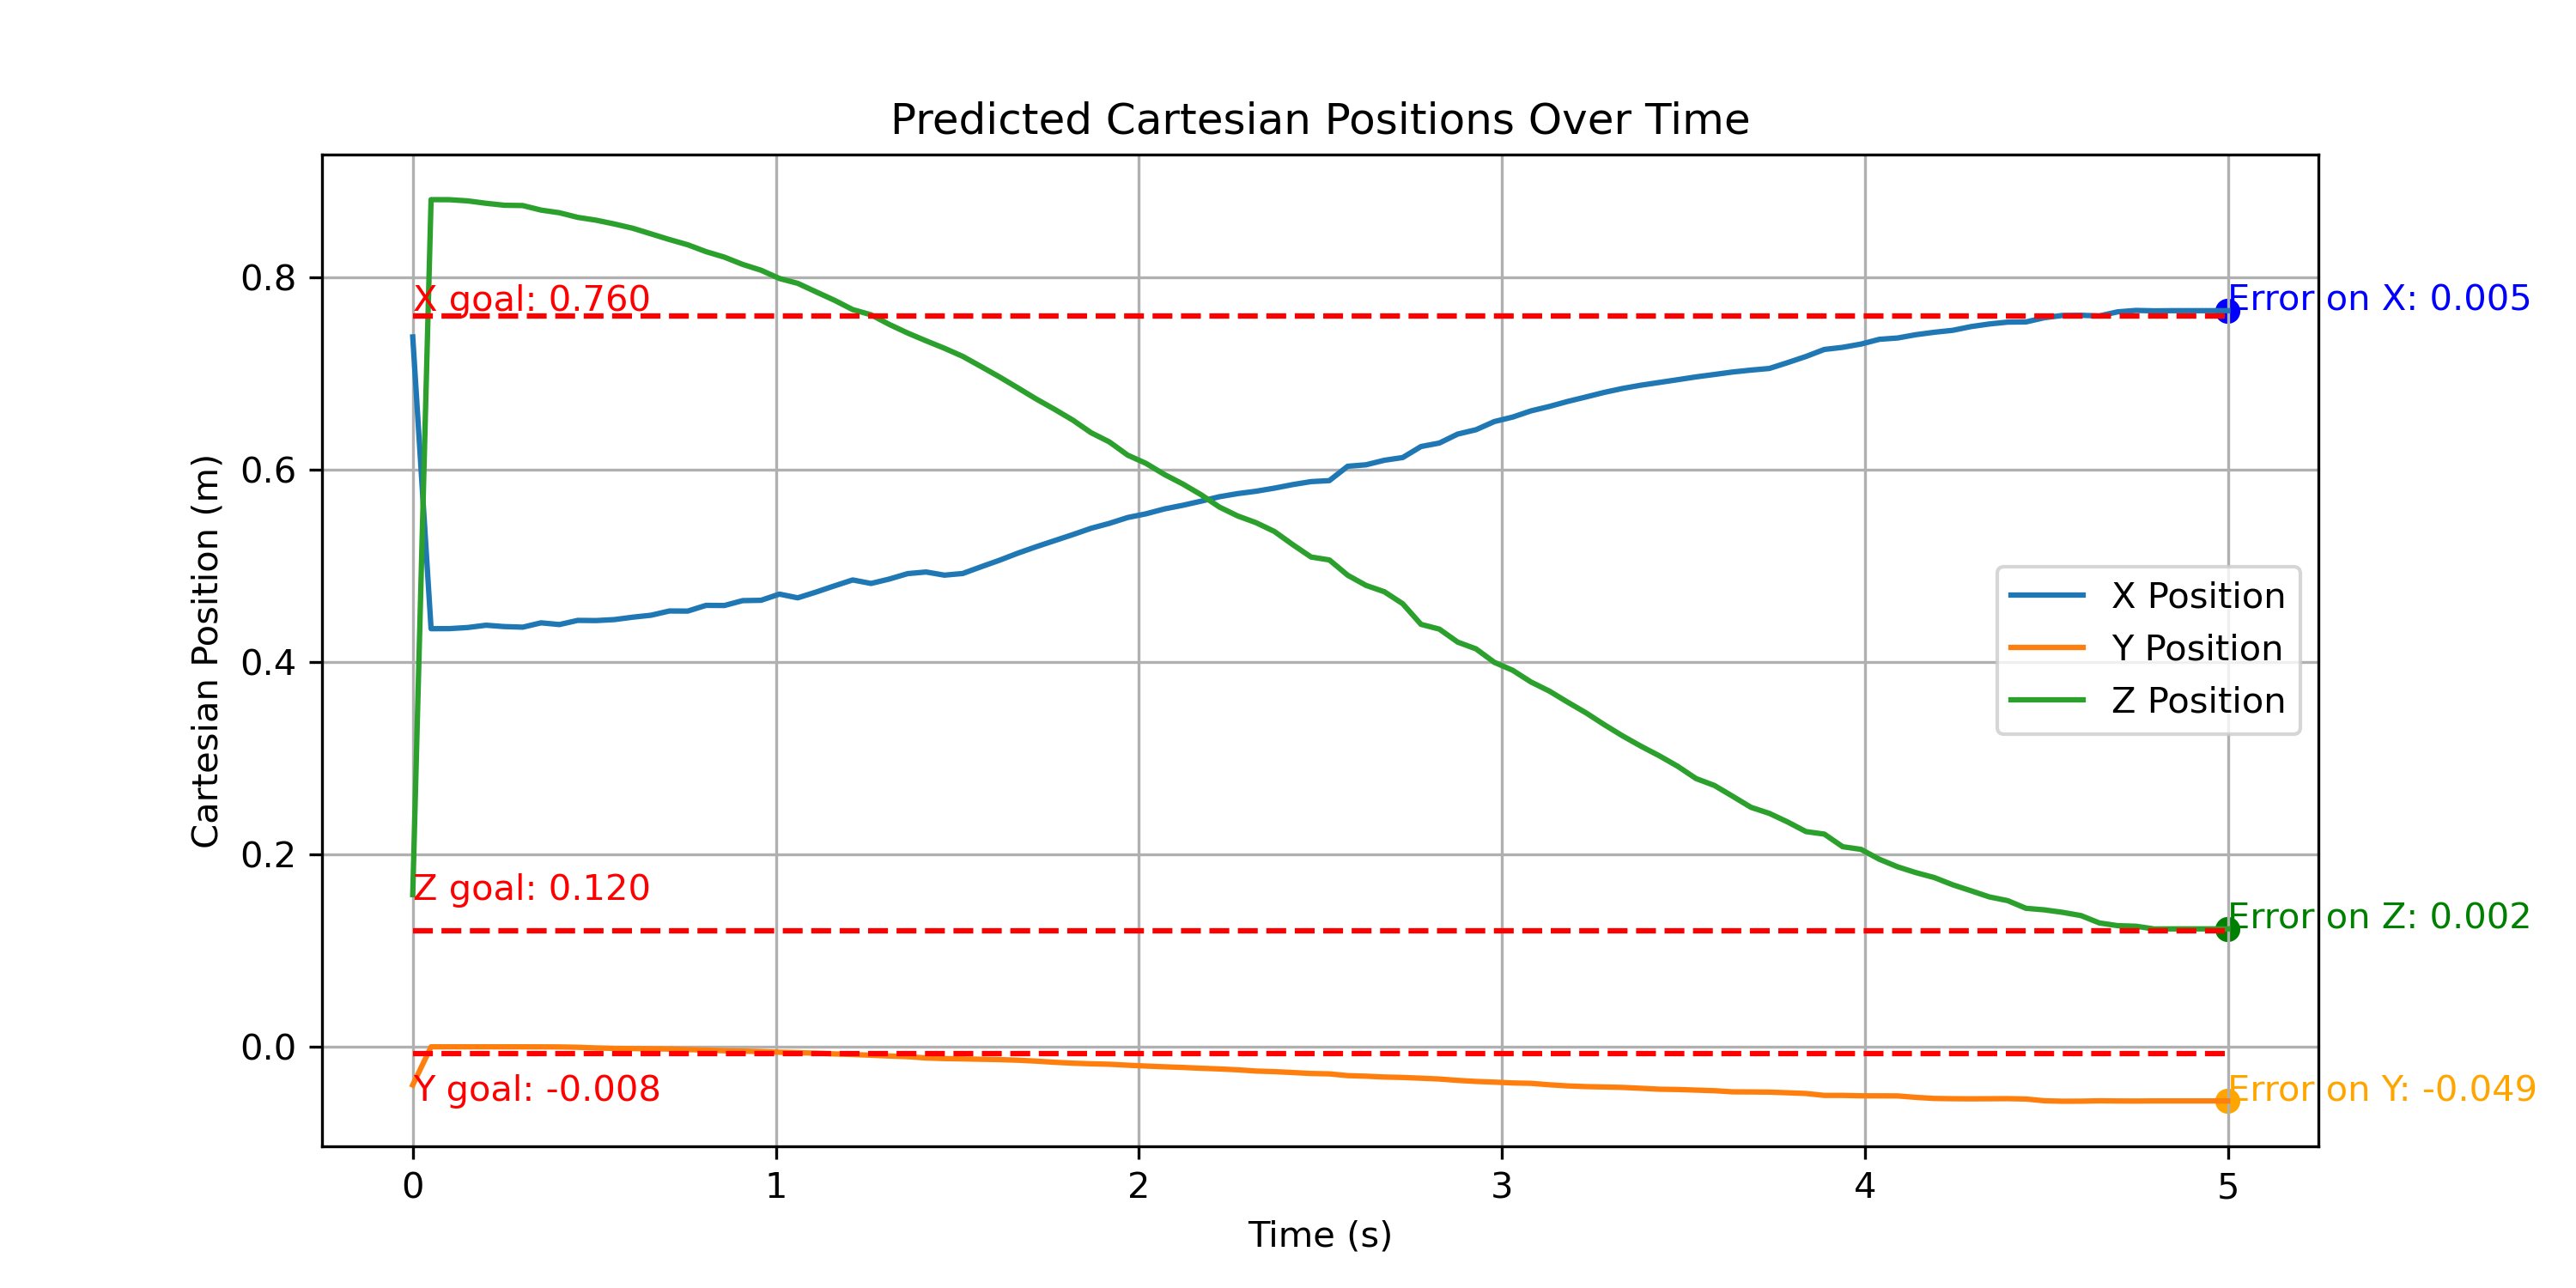 Predicted Cartesian Positions Over Time
Cartesian Position (m)
0.8
0.6
0.4
0.2
0.0
X goal: 0.760
Error on X: 0.005
X Position
Y Position
Z Position
Z goal: 0.120
Error on Z: 0.002
Y goal: -0.008
Error on Y: -0.049
0 1 2 3 4 5
Time (s)